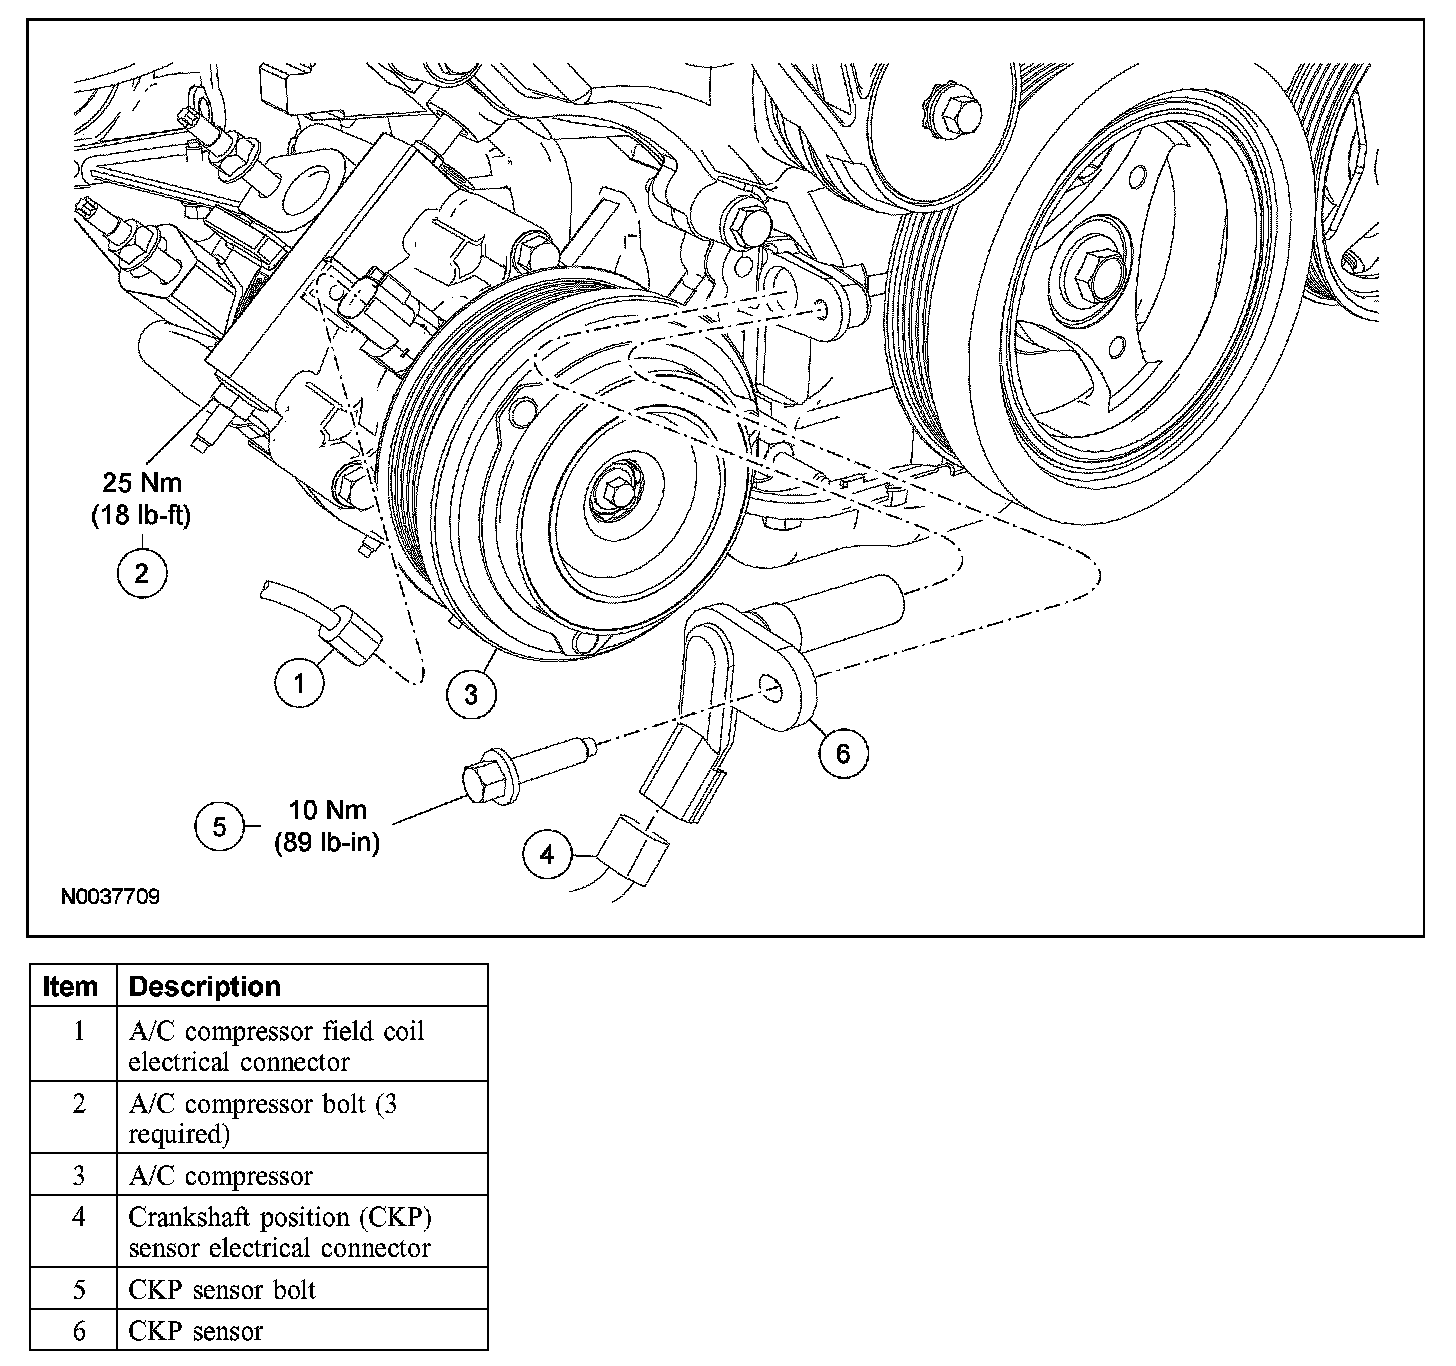 25 Nm
(18 lb-ft)
2
1
3
6
5
10 Nm
(89 lb-in)
4
N0037709
Item Description
1 A/C compressor field coil
electrical connector
2 A/C compressor bolt (3
required)
3 A/C compressor
4 Crankshaft position (CKP)
sensor electrical connector
5 CKP sensor bolt
6 CKP sensor